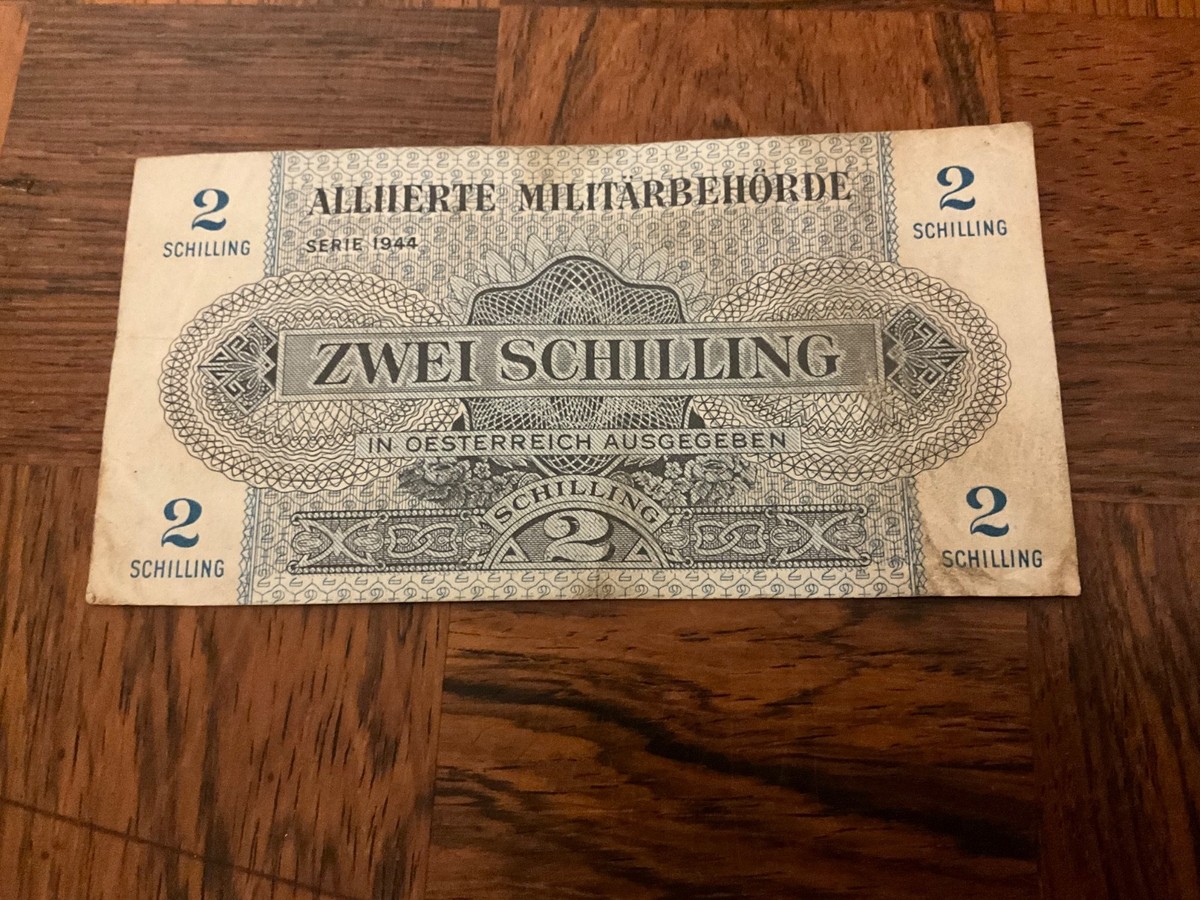 ALLIIERTE MILITÄRBEHÖRDE
2
SCHILLING
2
SCHILLING
SERIE 1944
ZWEI SCHILLING
IN OESTERREICH AUSGEGEBEN
SCHILLING
2
2
SCHILLING
2
SCHILLING